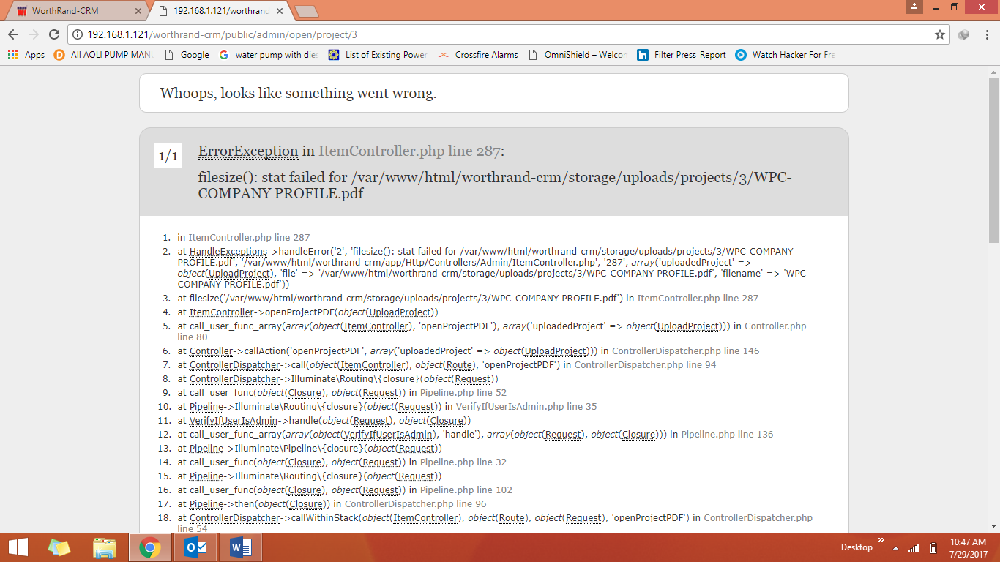 WorthRand-CRM
192.168.1.121/worthrand
192.168.1.121/worthrand-crm/public/admin/open/project/3
Apps
All AOLI PUMP MANU
Google
water pump with dies
List of Existing Power
Crossfire Alarms
OmniShield – Welcom
Filter Press_Report
Watch Hacker For Fre
Whoops, looks like something went wrong.
1/1
ErrorException in ItemController.php line 287:
filesize(): stat failed for /var/www/html/worthrand-crm/storage/uploads/projects/3/WPC-
COMPANY PROFILE.pdf
1. in ItemController.php line 287
2. at HandleExceptions->handleError('2', 'filesize(): stat failed for /var/www/html/worthrand-crm/storage/uploads/projects/3/WPC-COMPANY
PROFILE.pdf', '/var/www/html/worthrand-crm/app/Http/Controllers/Admin/ItemController.php', '287', array('uploadedProject' =>
object(UploadProject), 'file' => '/var/www/html/worthrand-crm/storage/uploads/projects/3/WPC-COMPANY PROFILE.pdf', 'filename' => 'WPC-
COMPANY PROFILE.pdf'))
3. at filesize('/var/www/html/worthrand-crm/storage/uploads/projects/3/WPC-COMPANY PROFILE.pdf') in ItemController.php line 287
4. at ItemController->openProjectPDF(object(UploadProject))
5. at call_user_func_array(array(object(ItemController), 'openProjectPDF'), array('uploadedProject' => object(UploadProject))) in Controller.php
line 80
6. at Controller->callAction('openProjectPDF', array('uploadedProject' => object(UploadProject))) in ControllerDispatcher.php line 146
7. at ControllerDispatcher->call(object(ItemController), object(Route), 'openProjectPDF') in ControllerDispatcher.php line 94
8. at ControllerDispatcher->Illuminate\Routing\{closure}(object(Request))
9. at call_user_func(object(Closure), object(Request)) in Pipeline.php line 52
10. at Pipeline->Illuminate\Routing\{closure}(object(Request)) in VerifyIfUserIsAdmin.php line 35
11. at VerifyIfUserIsAdmin->handle(object(Request), object(Closure))
12. at call_user_func_array(array(object(VerifyIfUserIsAdmin), 'handle'), array(object(Request), object(Closure))) in Pipeline.php line 136
13. at Pipeline->Illuminate\Pipeline\{closure}(object(Request))
14. at call_user_func(object(Closure), object(Request)) in Pipeline.php line 32
15. at Pipeline->Illuminate\Routing\{closure}(object(Request))
16. at call_user_func(object(Closure), object(Request)) in Pipeline.php line 102
17. at Pipeline->then(object(Closure)) in ControllerDispatcher.php line 96
18. at ControllerDispatcher->callWithinStack(object(ItemController), object(Route), object(Request), 'openProjectPDF') in ControllerDispatcher.php
line 54
Desktop
10:47 AM
7/29/2017